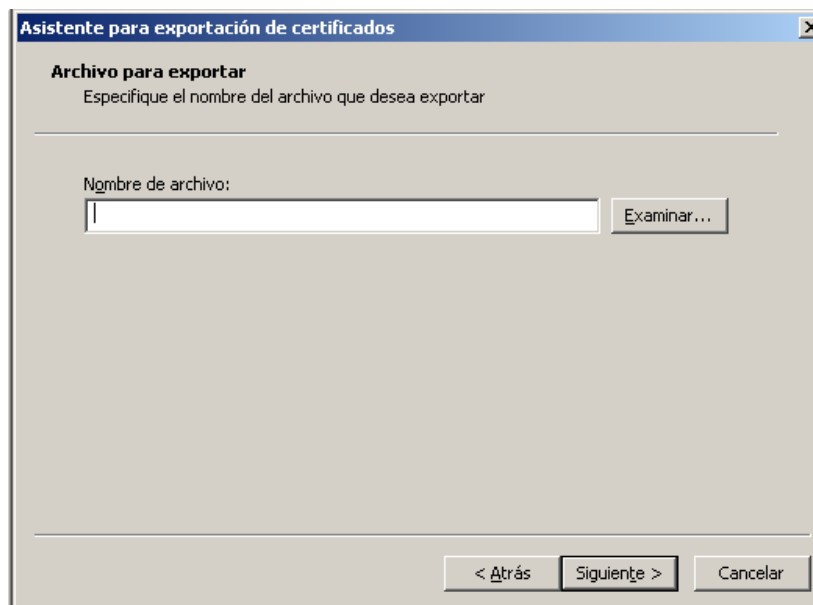 Asistente para exportación de certificados
Archivo para exportar
Especifique el nombre del archivo que desea exportar
Nombre de archivo:
Examinar...
< Atrás
Siguiente >
Cancelar